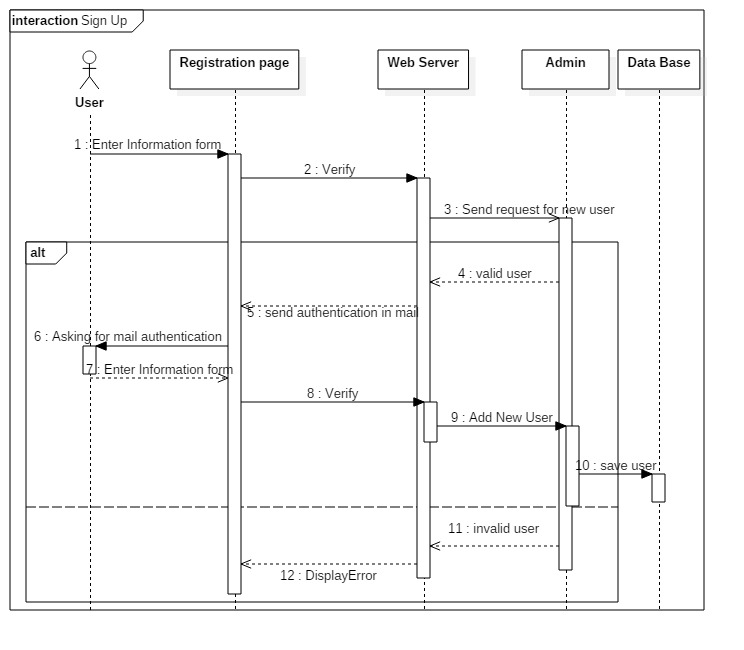 interaction Sign Up
User
Registration page
Web Server
Admin
Data Base
1 : Enter Information form
2 : Verify
3 : Send request for new user
alt
4 : valid user
5 : send authentication in mail
6 : Asking for mail authentication
7 : Enter Information form
8 : Verify
9 : Add New User
10 : save user
11 : invalid user
12 : DisplayError